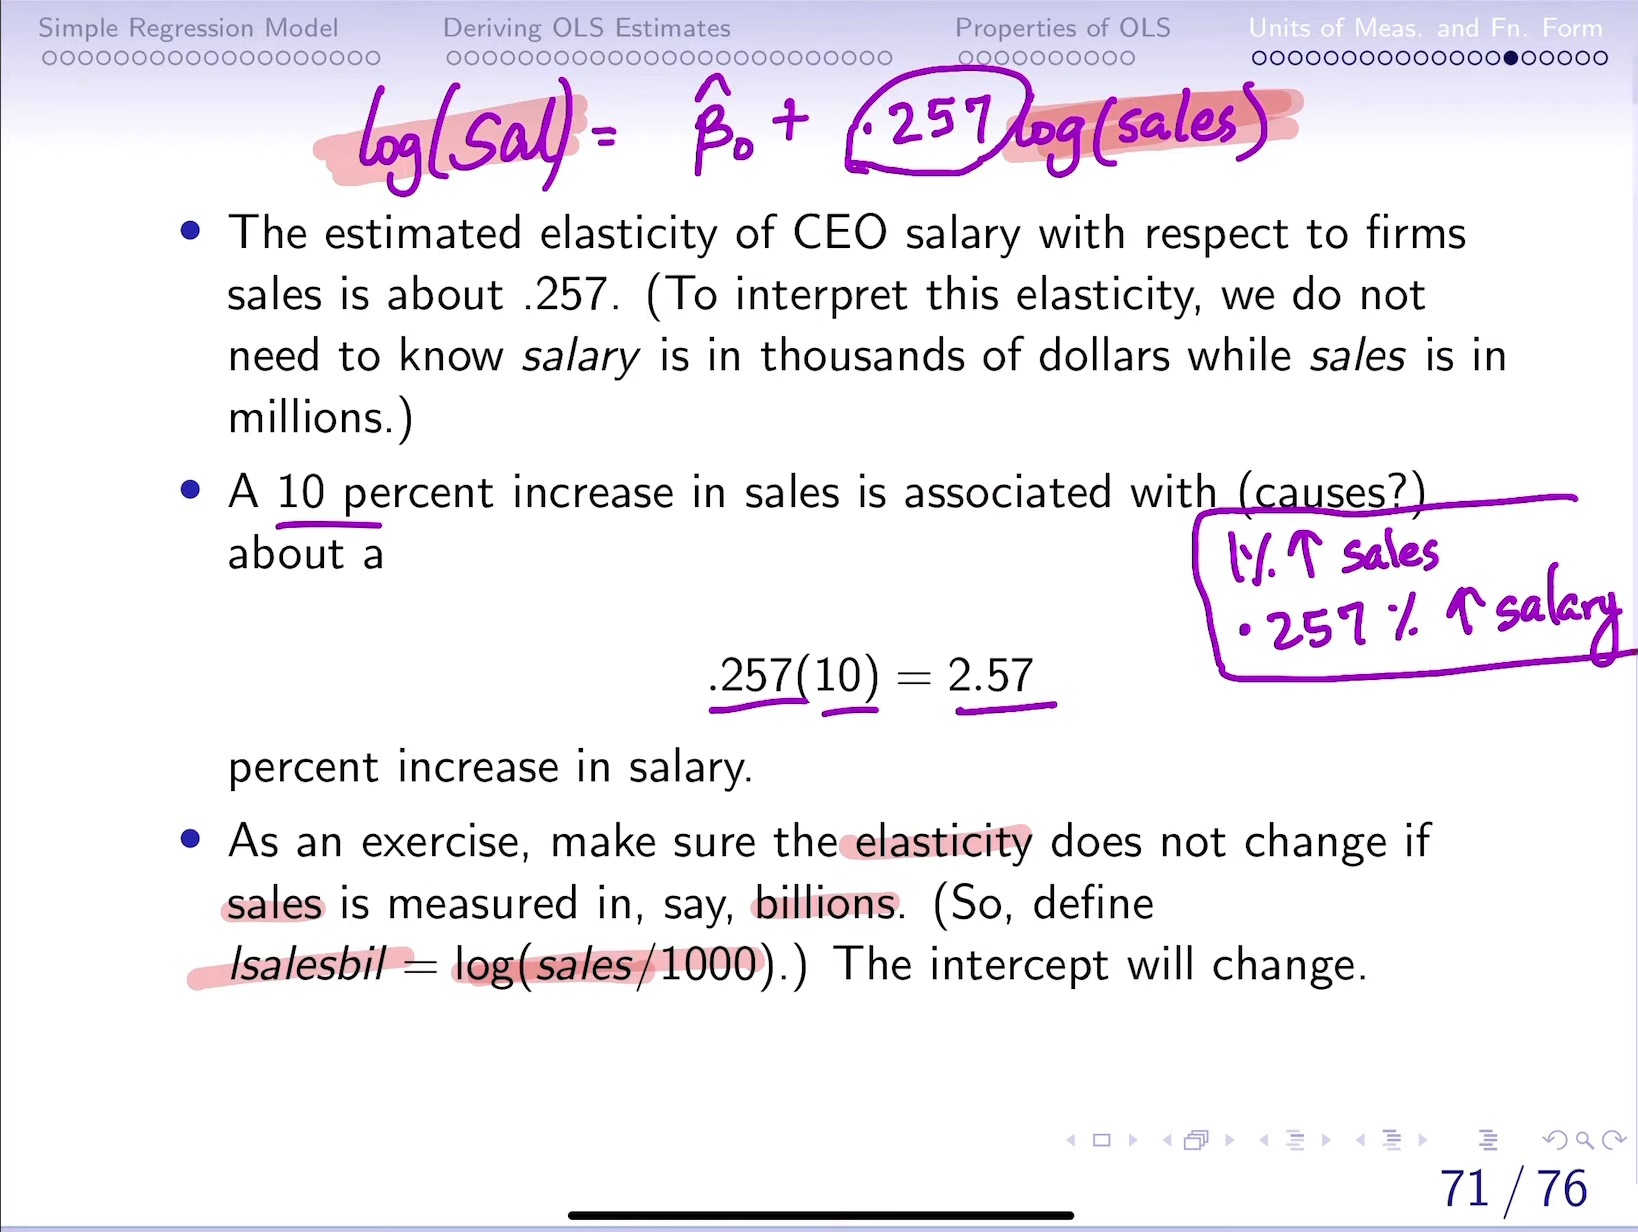 Simple Regression Model Deriving OLS Estimates Properties of OLS Units of Meas. and Fn. Form
log(sal) = β̂₀ + .257 log(sales)
• The estimated elasticity of CEO salary with respect to firms
sales is about .257. (To interpret this elasticity, we do not
need to know salary is in thousands of dollars while sales is in
millions.)
• A 10 percent increase in sales is associated with (causes?)
about a
1% ↑ sales
.257 % ↑ salary
.257(10) = 2.57
percent increase in salary.
• As an exercise, make sure the elasticity does not change if
sales is measured in, say, billions. (So, define
lsalesbil = log(sales/1000).) The intercept will change.
71 / 76